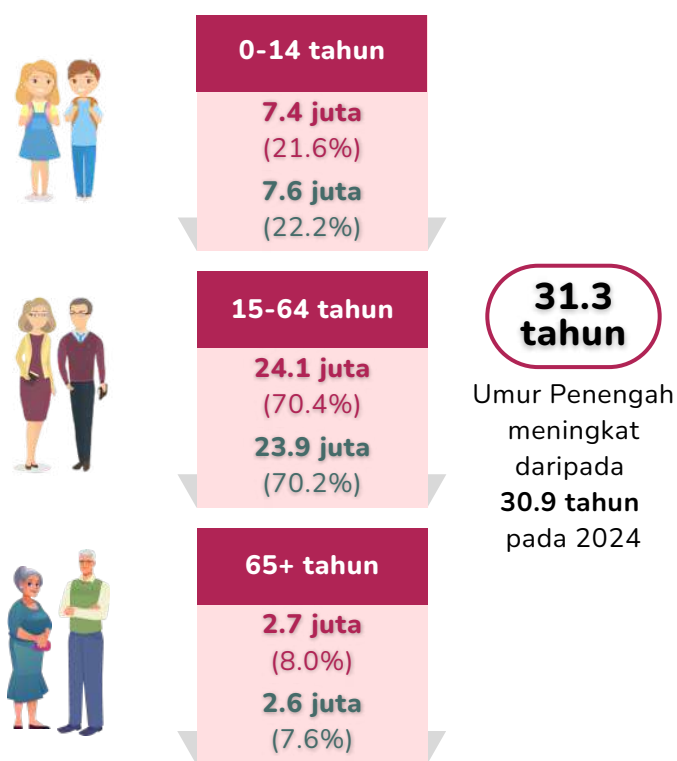 0-14 tahun
7.4 juta
(21.6%)
7.6 juta
(22.2%)
15-64 tahun
24.1 juta
(70.4%)
23.9 juta
(70.2%)
65+ tahun
2.7 juta
(8.0%)
2.6 juta
(7.6%)
31.3
tahun
Umur Penengah
meningkat
daripada
30.9 tahun
pada 2024